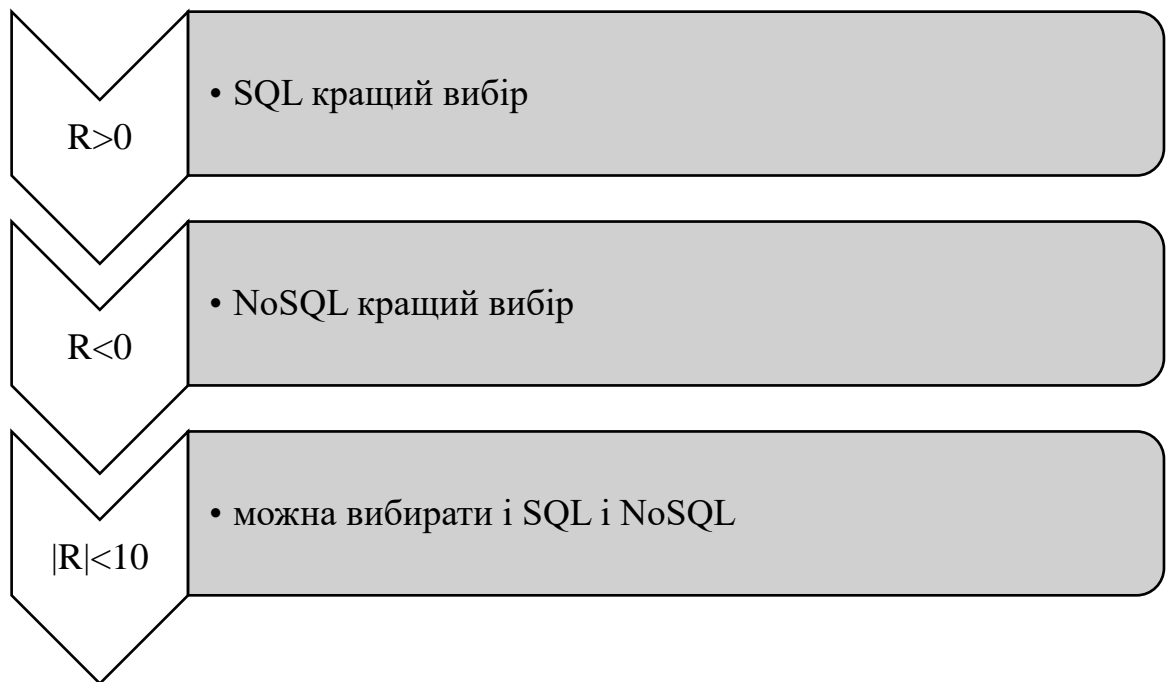 R>0
• SQL кращий вибір
R<0
• NoSQL кращий вибір
|R|<10
• можна вибирати і SQL і NoSQL